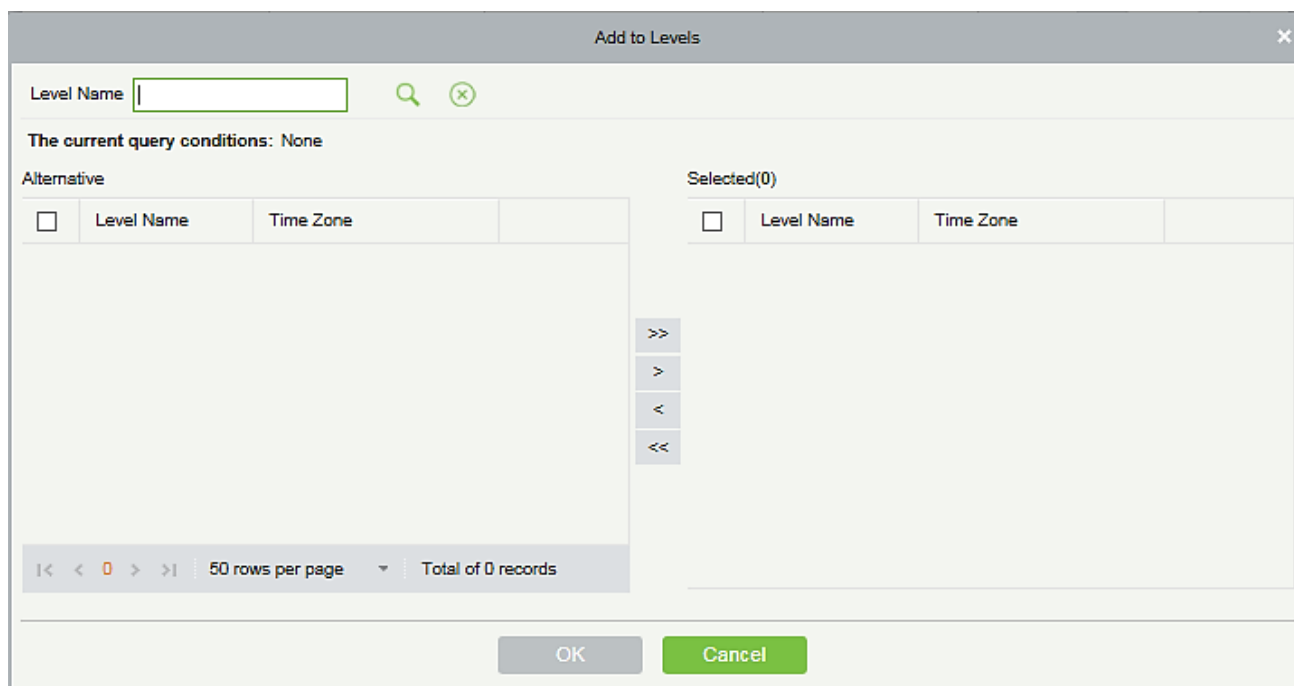 Add to Levels
Level Name
The current query conditions: None
Alternative
Selected(0)
Level Name Time Zone
Level Name Time Zone
>>
>
<
<<
0 50 rows per page Total of 0 records
OK Cancel